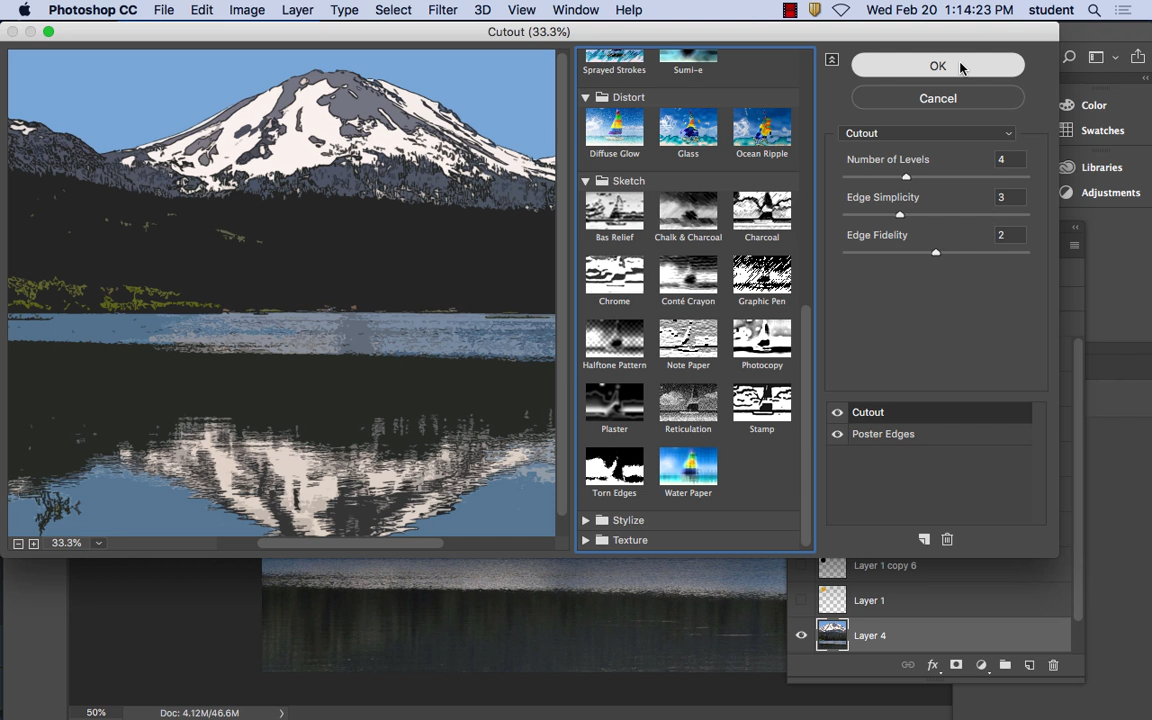 Photoshop CC File Edit Image Layer Type Select Filter 3D View Window Help Wed Feb 20 1:14:23 PM student
Cutout (33.3%)
Sprayed Strokes Sumi-e
Distort
Diffuse Glow Glass Ocean Ripple
Sketch
Bas Relief Chalk & Charcoal Charcoal
Chrome Conté Crayon Graphic Pen
Halftone Pattern Note Paper Photocopy
Plaster Reticulation Stamp
Torn Edges Water Paper
Stylize
Texture
33.3%
OK
Cancel
Cutout
Number of Levels 4
Edge Simplicity 3
Edge Fidelity 2
Cutout
Poster Edges
Color
Swatches
Libraries
Adjustments
Layer 1 copy 6
Layer 1
Layer 4
fx
50% Doc: 4.12M/46.6M